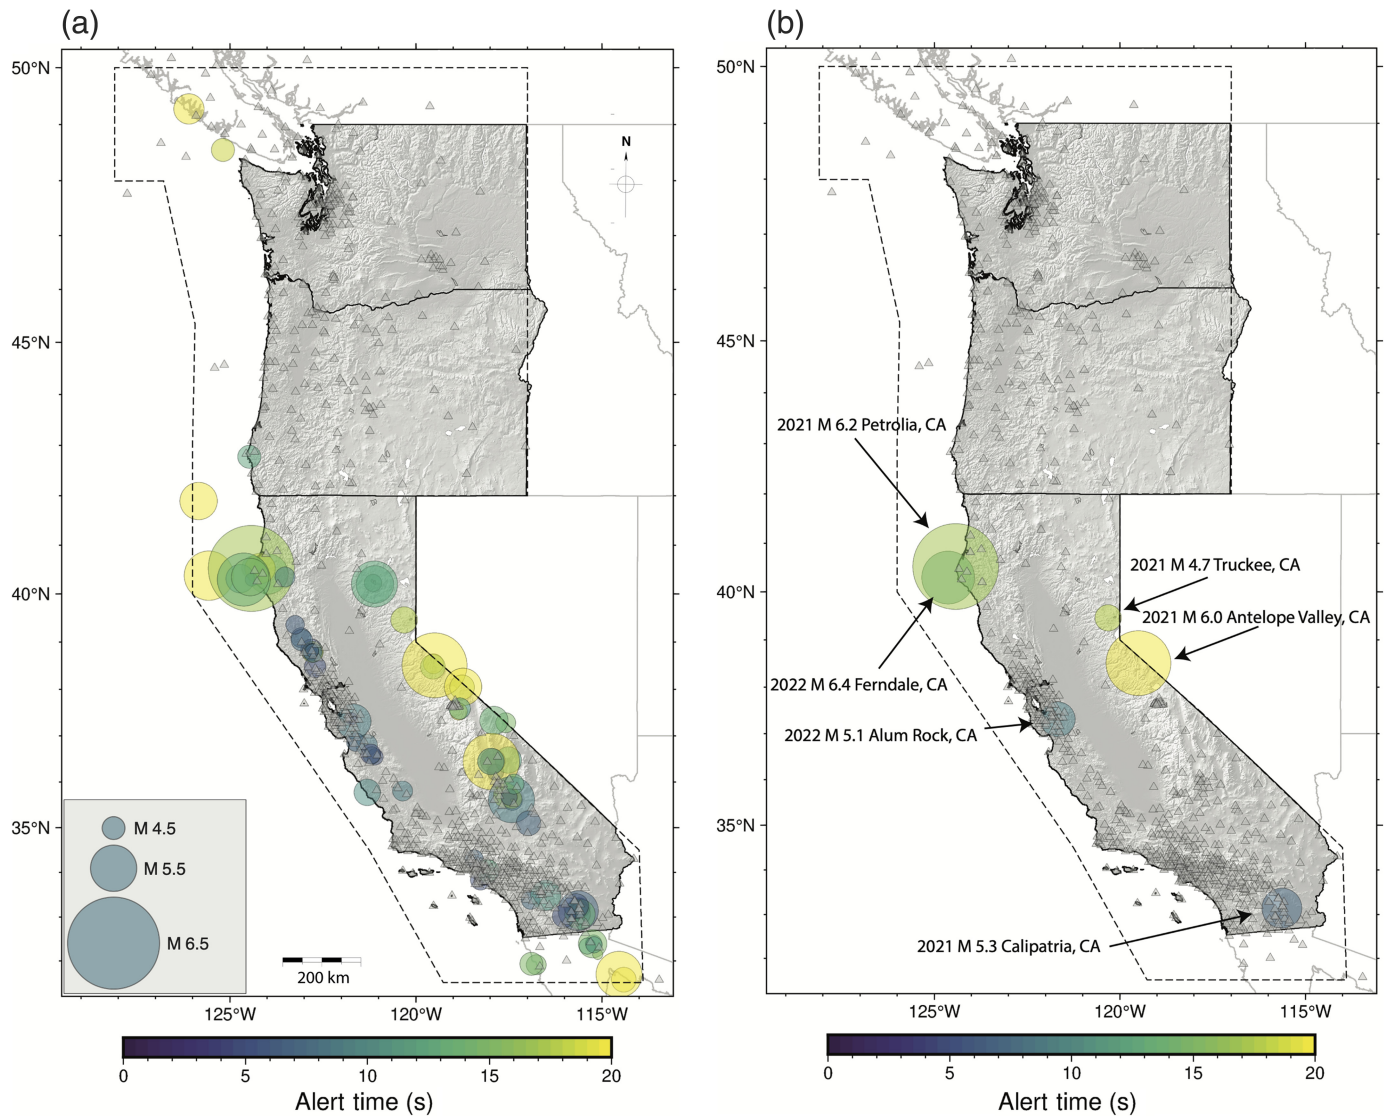 (a)
50°N
45°N
40°N
35°N
N
M 4.5
M 5.5
M 6.5
200 km
125°W
120°W
115°W
0
5
10
15
20
Alert time (s)
(b)
50°N
45°N
40°N
35°N
2021 M 6.2 Petrolia, CA
2021 M 4.7 Truckee, CA
2021 M 6.0 Antelope Valley, CA
2022 M 6.4 Ferndale, CA
2022 M 5.1 Alum Rock, CA
2021 M 5.3 Calipatria, CA
125°W
120°W
115°W
0
5
10
15
20
Alert time (s)